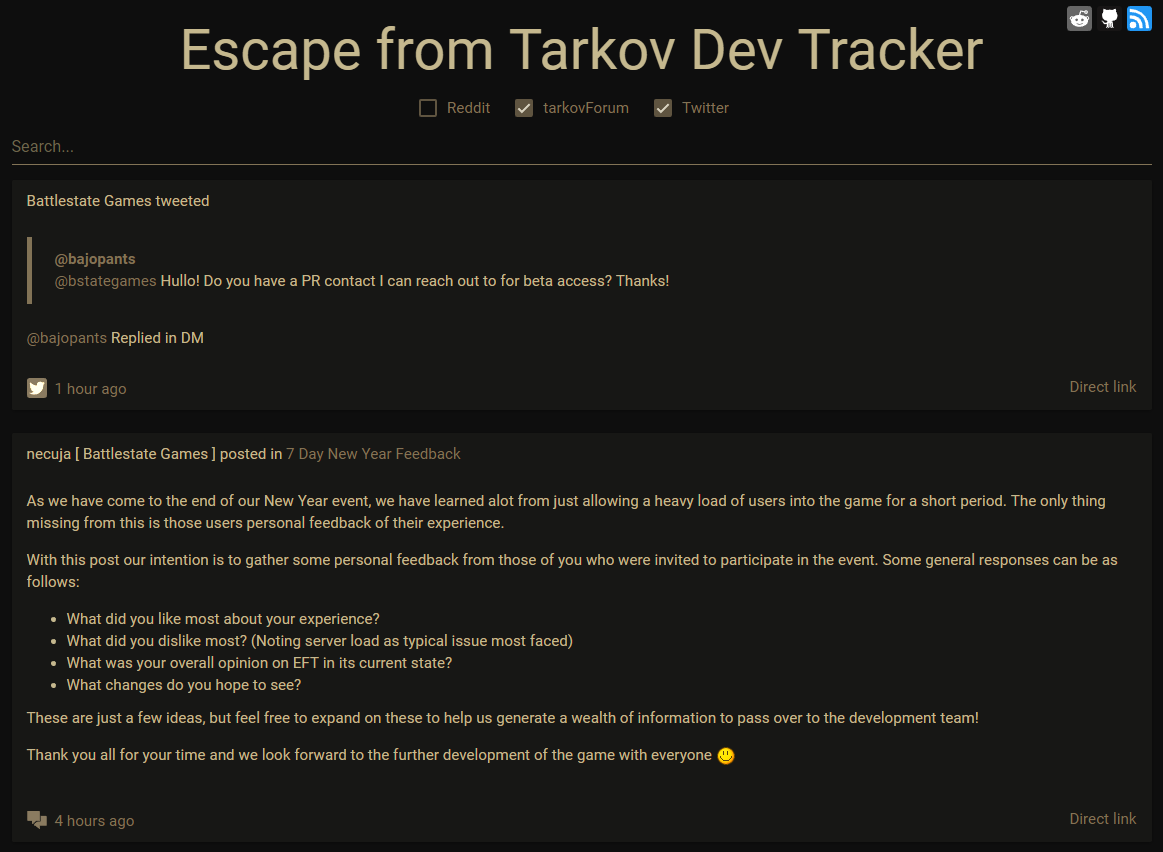 Escape from Tarkov Dev Tracker
Reddit tarkovForum Twitter
Search...
Battlestate Games tweeted
@bajopants
@bstategames Hullo! Do you have a PR contact I can reach out to for beta access? Thanks!
@bajopants Replied in DM
1 hour ago
Direct link
necuja [ Battlestate Games ] posted in 7 Day New Year Feedback
As we have come to the end of our New Year event, we have learned alot from just allowing a heavy load of users into the game for a short period. The only thing
missing from this is those users personal feedback of their experience.
With this post our intention is to gather some personal feedback from those of you who were invited to participate in the event. Some general responses can be as
follows:
• What did you like most about your experience?
• What did you dislike most? (Noting server load as typical issue most faced)
• What was your overall opinion on EFT in its current state?
• What changes do you hope to see?
These are just a few ideas, but feel free to expand on these to help us generate a wealth of information to pass over to the development team!
Thank you all for your time and we look forward to the further development of the game with everyone
4 hours ago
Direct link